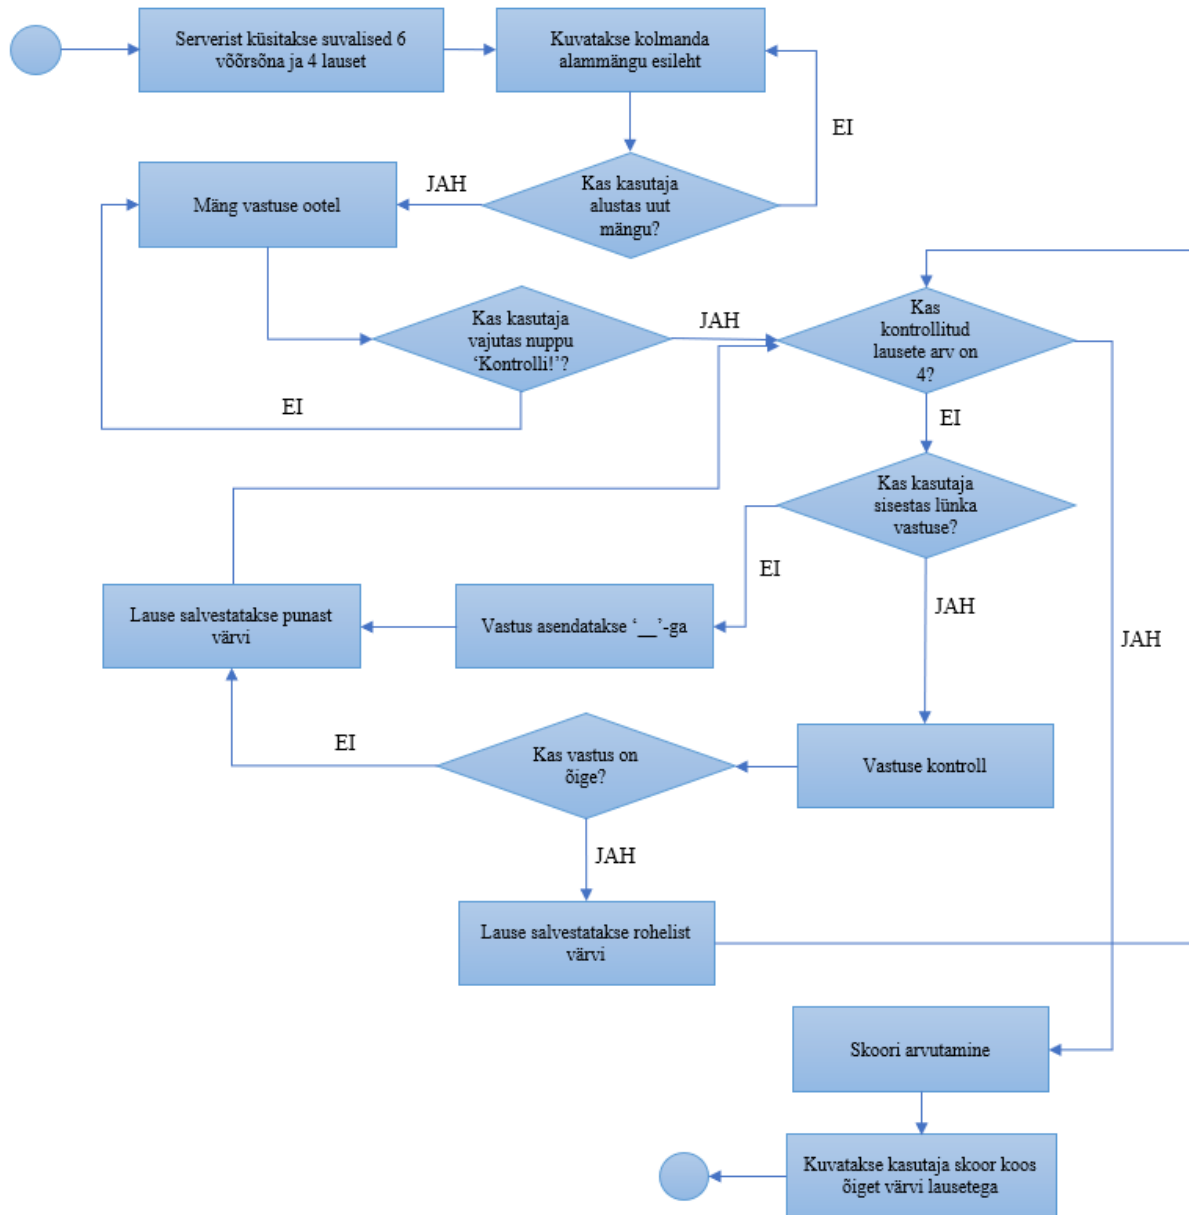 Serverist küsitakse suvalised 6
võõrsõna ja 4 lauset
Kuvatakse kolmanda
alammängu esileht
EI
Kas kasutaja
alustas uut
mängu?
JAH
Mäng vastuse ootel
Kas kasutaja
vajutas nuppu
‘Kontrolli!’?
JAH
EI
Kas
kontrollitud
lausete arv on
4?
EI
JAH
Kas kasutaja
sisestas lünka
vastuse?
EI
JAH
Vastus asendatakse ‘__’-ga
Lause salvestatakse punast
värvi
Vastuse kontroll
Kas vastus on
õige?
EI
JAH
Lause salvestatakse rohelist
värvi
Skoori arvutamine
Kuvatakse kasutaja skoor koos
õiget värvi lausetega